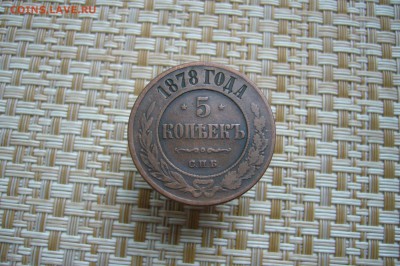 COINS.LAVE.RU
1878 ГОДА
5
КОПѢЕКЪ
С.П.Б.